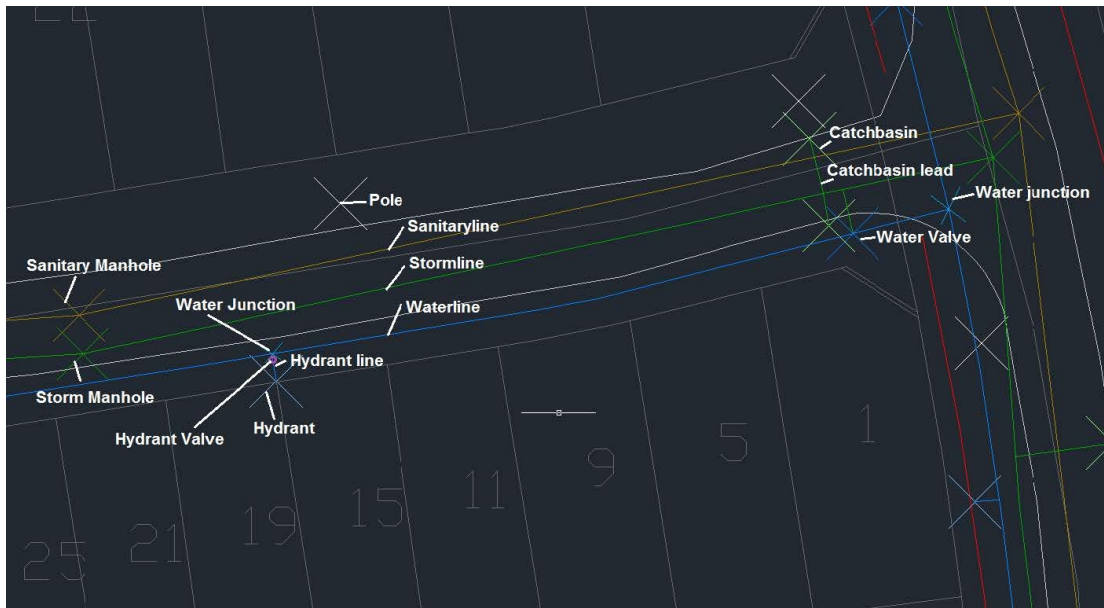 Catchbasin
Catchbasin lead
Water junction
Pole
Sanitaryline
Water Valve
Sanitary Manhole
Stormline
Water Junction
Waterline
Hydrant line
Storm Manhole
Hydrant Valve
Hydrant
1
5
9
11
15
19
21
25